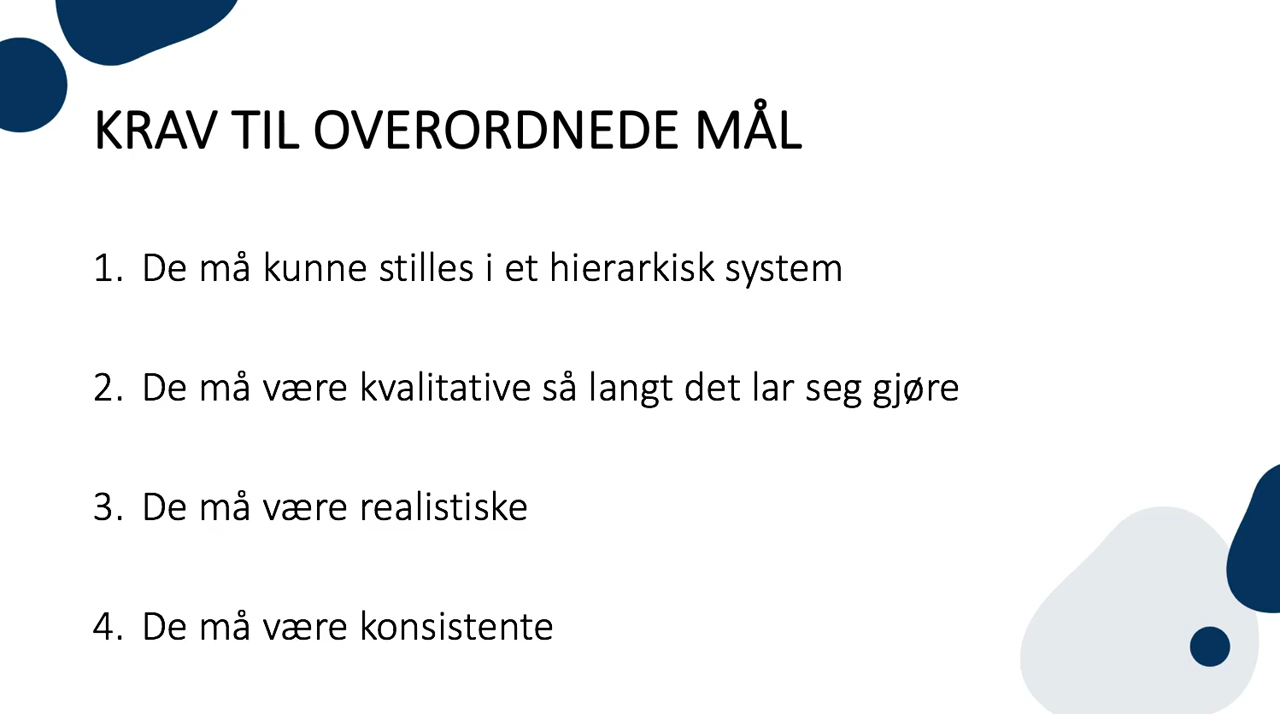 KRAV TIL OVERORDNEDE MÅL
1. De må kunne stilles i et hierarkisk system
2. De må være kvalitative så langt det lar seg gjøre
3. De må være realistiske
4. De må være konsistente